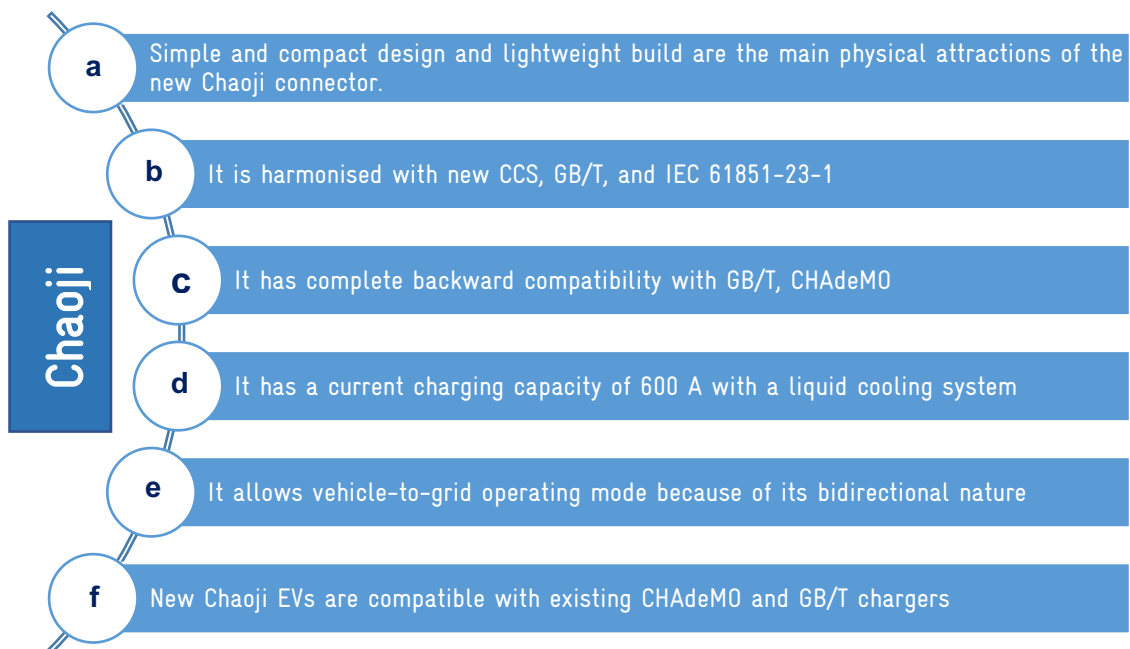 Chaoji
a
Simple and compact design and lightweight build are the main physical attractions of the
new Chaoji connector.
b
It is harmonised with new CCS, GB/T, and IEC 61851-23-1
c
It has complete backward compatibility with GB/T, CHAdeMO
d
It has a current charging capacity of 600 A with a liquid cooling system
e
It allows vehicle-to-grid operating mode because of its bidirectional nature
f
New Chaoji EVs are compatible with existing CHAdeMO and GB/T chargers